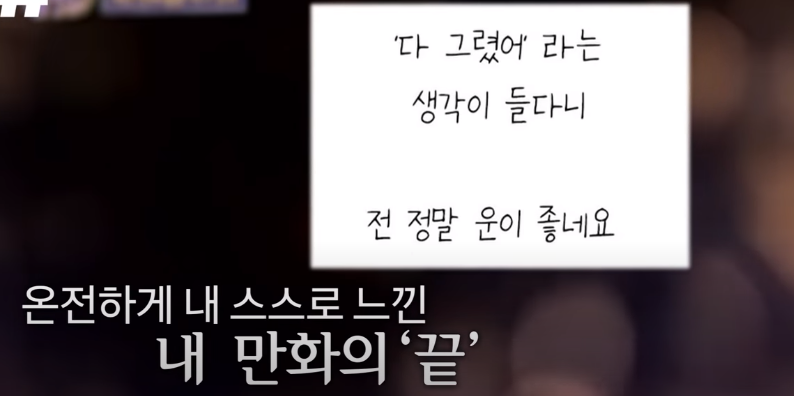 '다 그렸어' 라는
생각이 들다니
전 정말 운이 좋네요
온전하게 내 스스로 느낀
내 만화의 ‘끝’